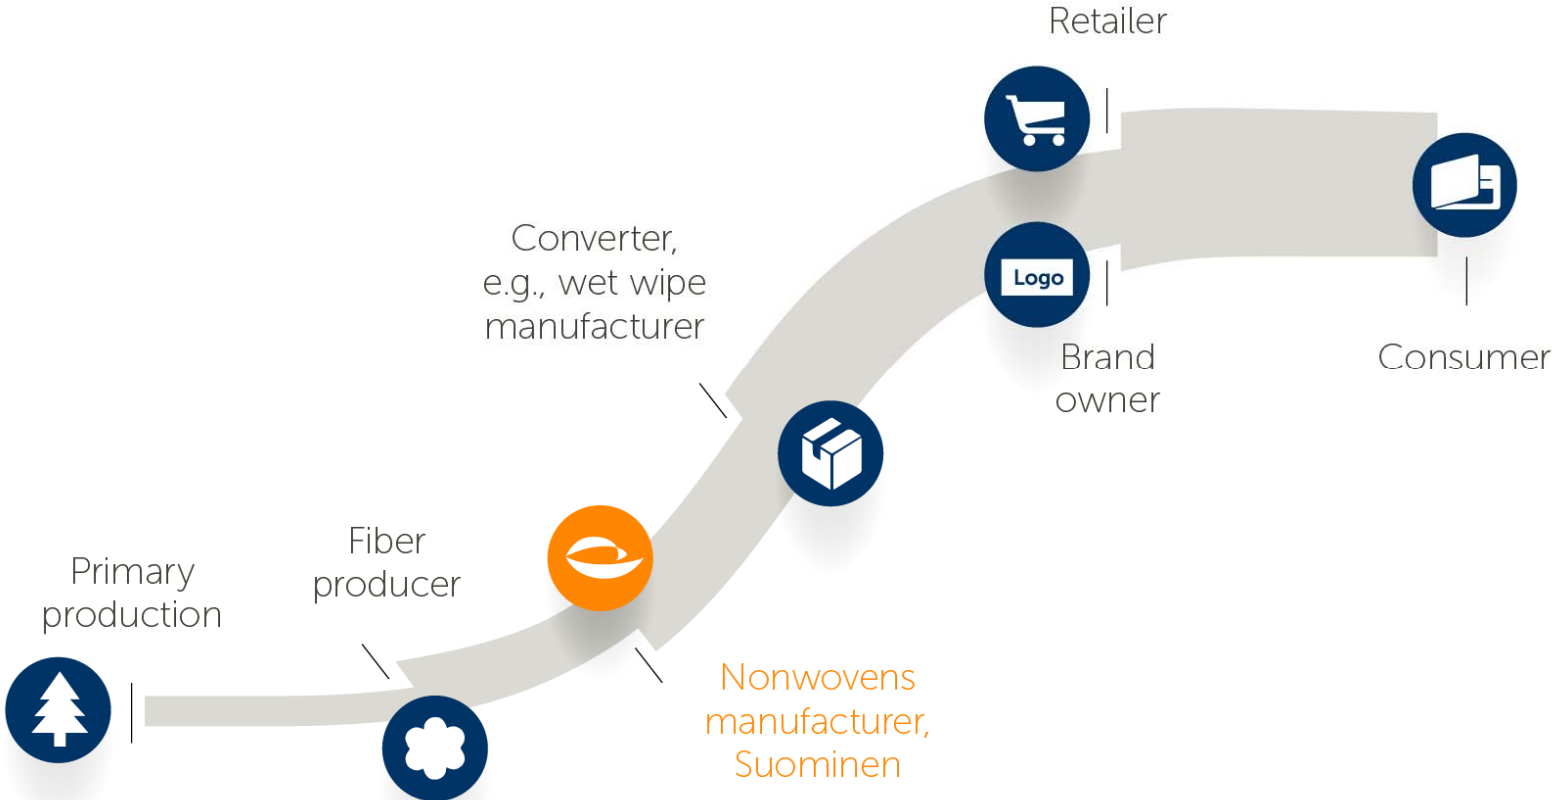 Primary
production
Fiber
producer
Nonwovens
manufacturer,
Suominen
Converter,
e.g., wet wipe
manufacturer
Retailer
Logo
Brand
owner
Consumer